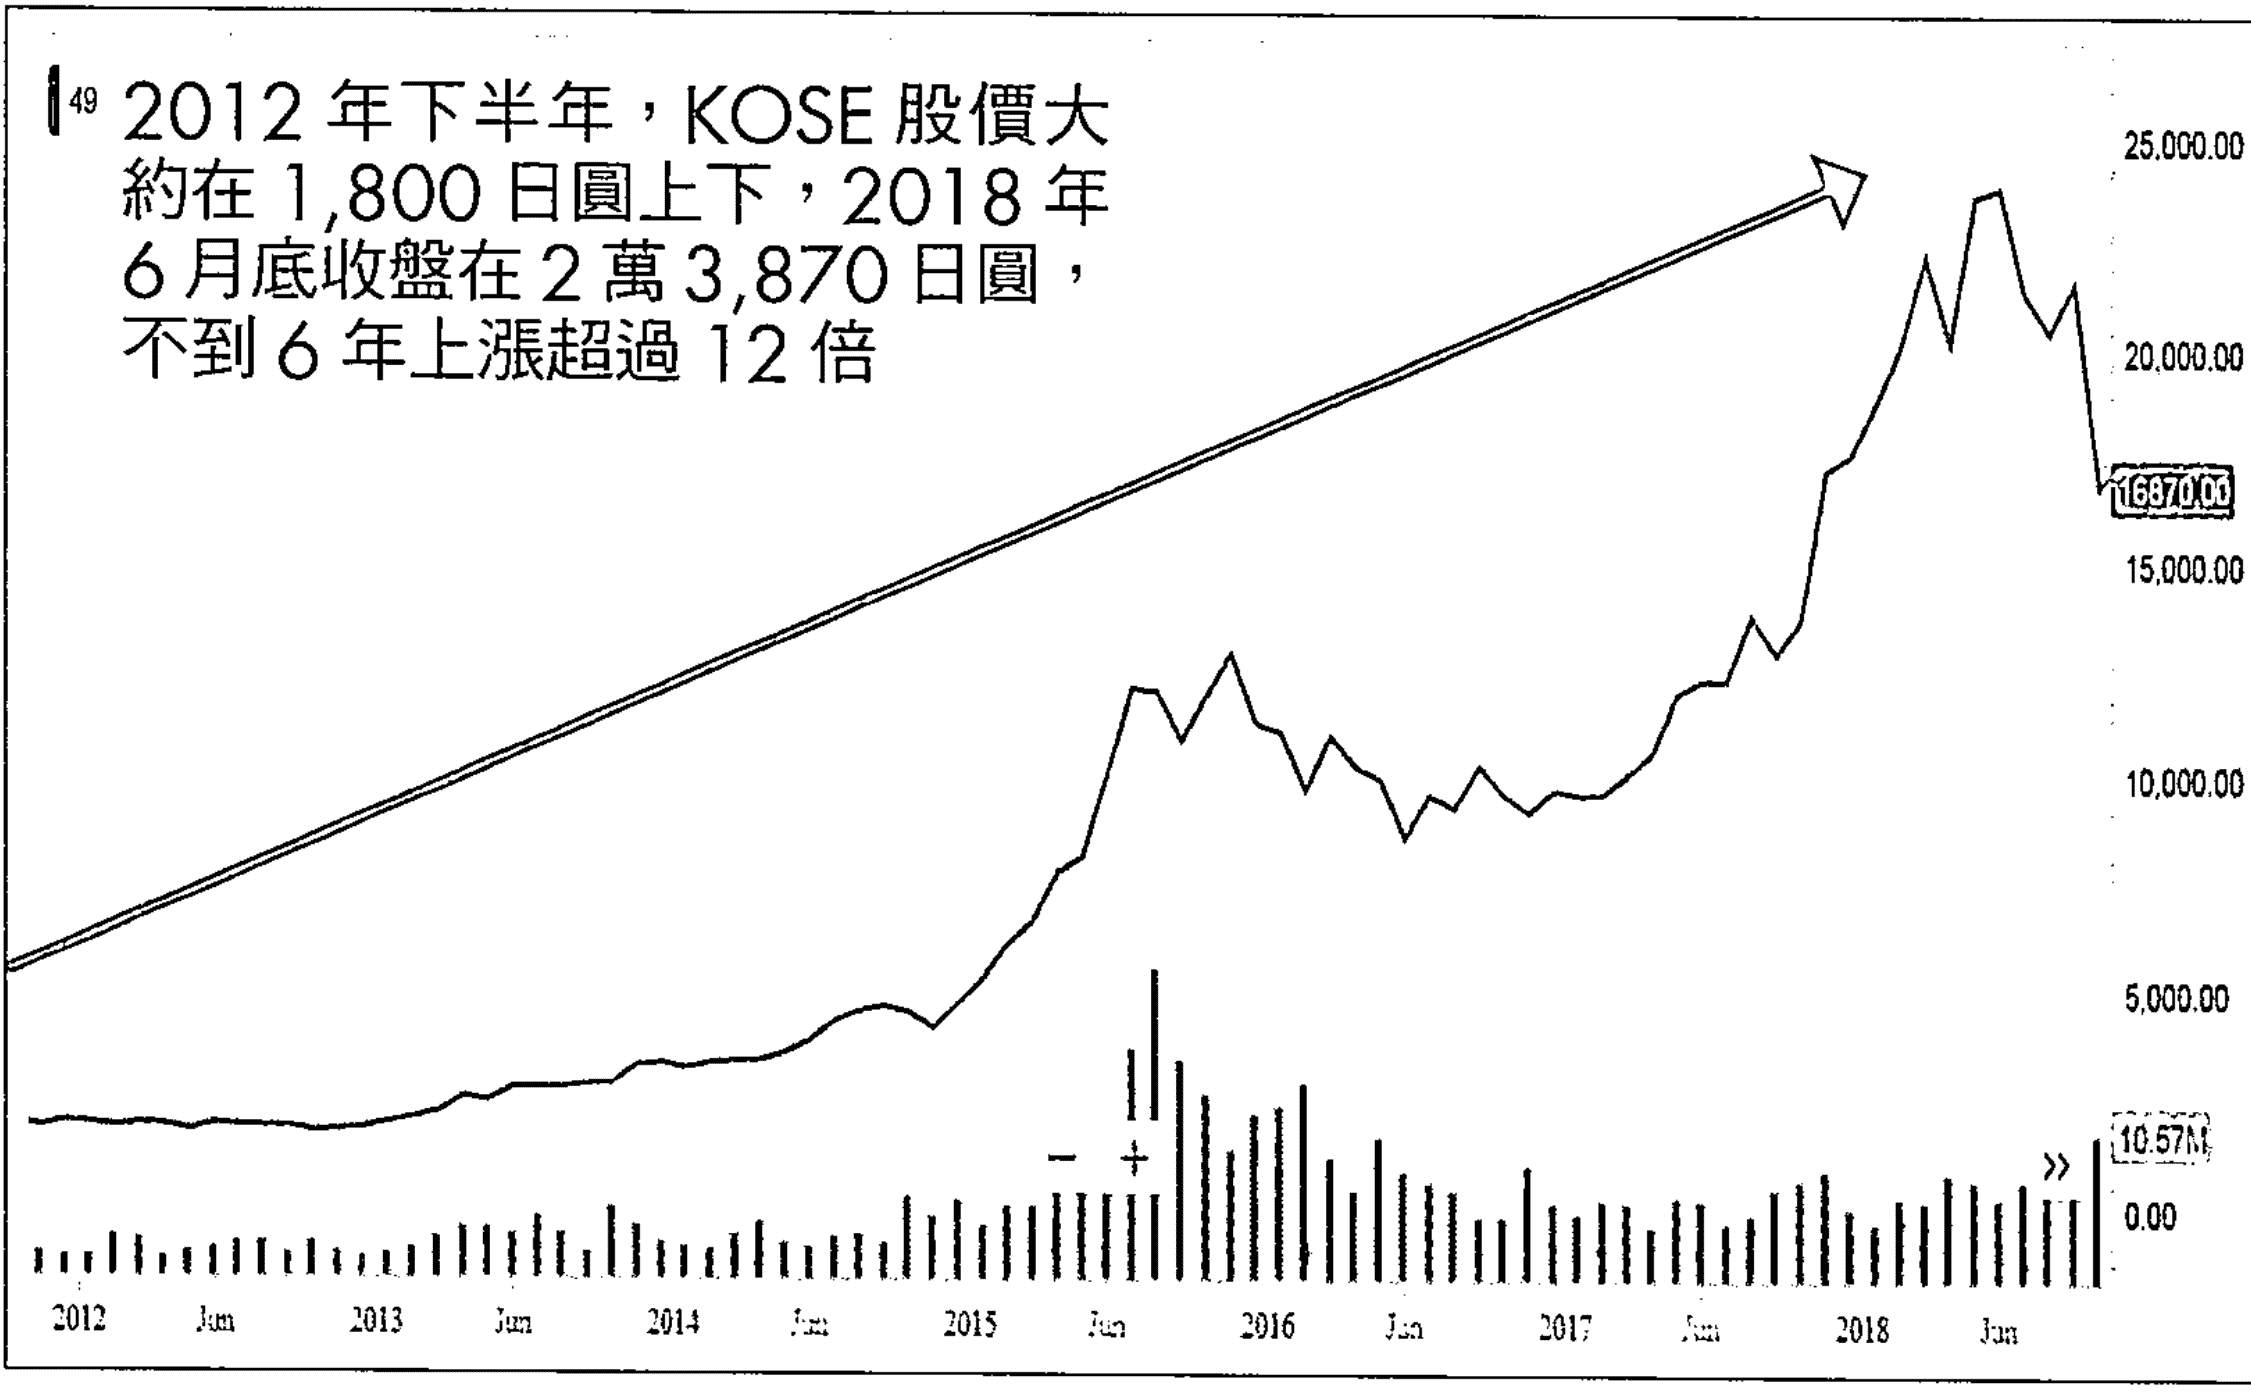 49 2012 年下半年，KOSE 股價大
約在 1,800 日圓上下，2018 年
6 月底收盤在 2 萬 3,870 日圓，
不到 6 年上漲超過 12 倍
25,000.00
20,000.00
16870.00
15,000.00
10,000.00
5,000.00
10.57M
0.00
− +
»
2012 Jun 2013 Jun 2014 Jun 2015 Jun 2016 Jun 2017 Jun 2018 Jun